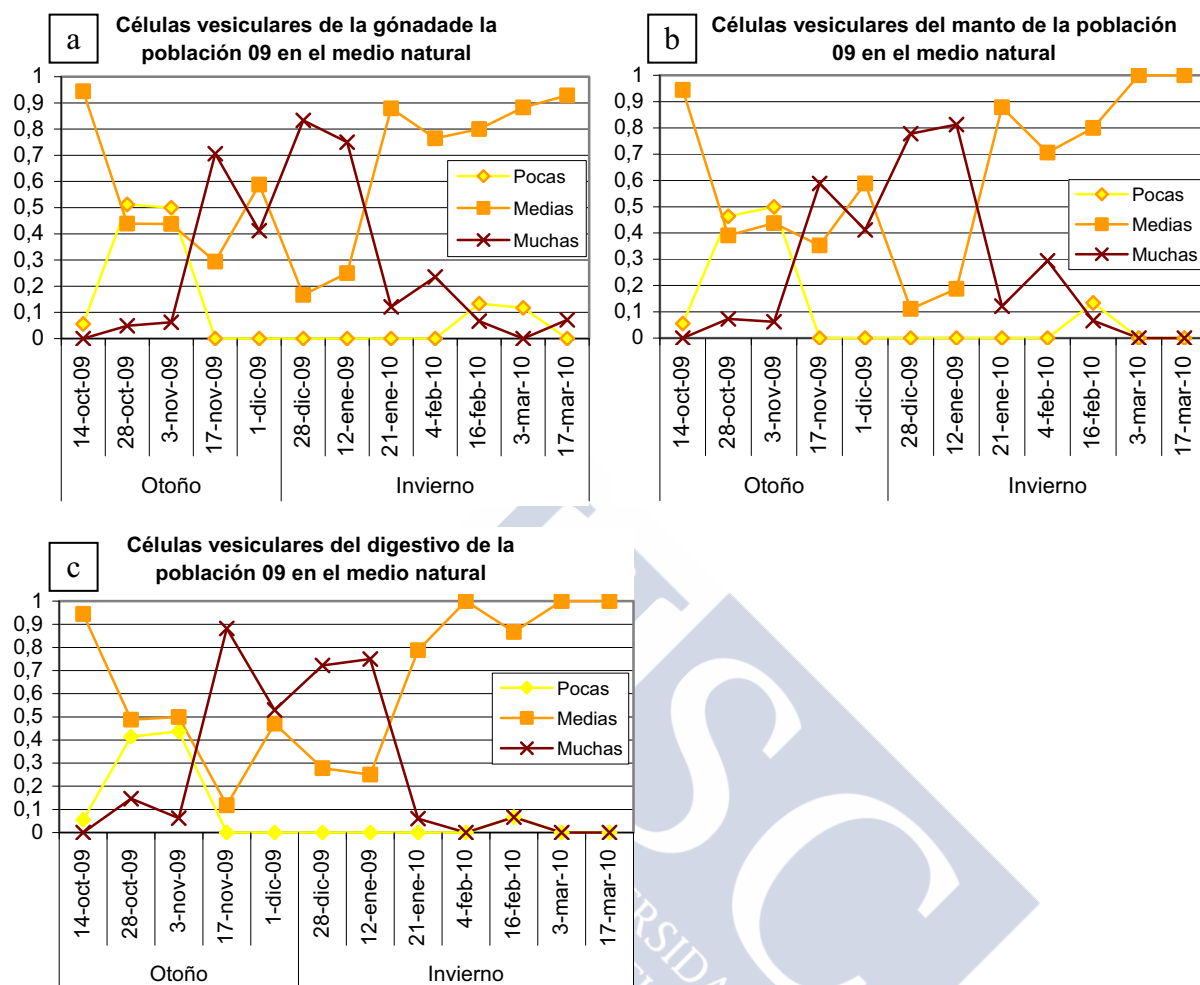 a
Células vesiculares de la gónadade la
población 09 en el medio natural
1
0,9
0,8
0,7
0,6
0,5
0,4
0,3
0,2
0,1
0
Pocas
Medias
Muchas
14-oct-09
28-oct-09
3-nov-09
17-nov-09
1-dic-09
28-dic-09
12-ene-09
21-ene-10
4-feb-10
16-feb-10
3-mar-10
17-mar-10
Otoño
Invierno
b
Células vesiculares del manto de la población
09 en el medio natural
1
0,9
0,8
0,7
0,6
0,5
0,4
0,3
0,2
0,1
0
Pocas
Medias
Muchas
14-oct-09
28-oct-09
3-nov-09
17-nov-09
1-dic-09
28-dic-09
12-ene-09
21-ene-10
4-feb-10
16-feb-10
3-mar-10
17-mar-10
Otoño
Invierno
c
Células vesiculares del digestivo de la
población 09 en el medio natural
1
0,9
0,8
0,7
0,6
0,5
0,4
0,3
0,2
0,1
0
Pocas
Medias
Muchas
14-oct-09
28-oct-09
3-nov-09
17-nov-09
1-dic-09
28-dic-09
12-ene-09
21-ene-10
4-feb-10
16-feb-10
3-mar-10
17-mar-10
Otoño
Invierno
USC